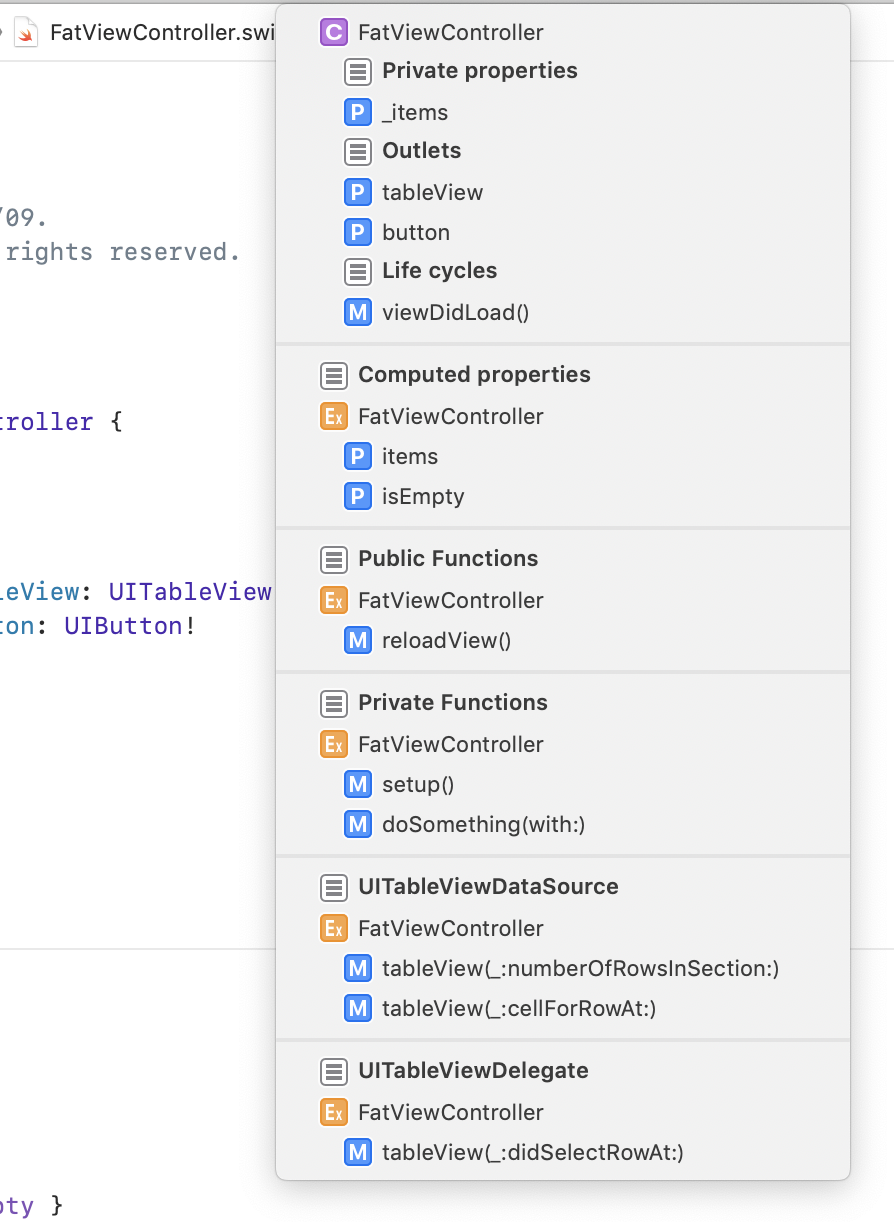 FatViewController.swi
C FatViewController
Private properties
P _items
Outlets
P tableView
P button
Life cycles
M viewDidLoad()
Computed properties
Ex FatViewController
P items
P isEmpty
Public Functions
Ex FatViewController
M reloadView()
Private Functions
Ex FatViewController
M setup()
M doSomething(with:)
UITableViewDataSource
Ex FatViewController
M tableView(_:numberOfRowsInSection:)
M tableView(_:cellForRowAt:)
UITableViewDelegate
Ex FatViewController
M tableView(_:didSelectRowAt:)
/09.
rights reserved.
troller {
leView: UITableView
ton: UIButton!
pty }